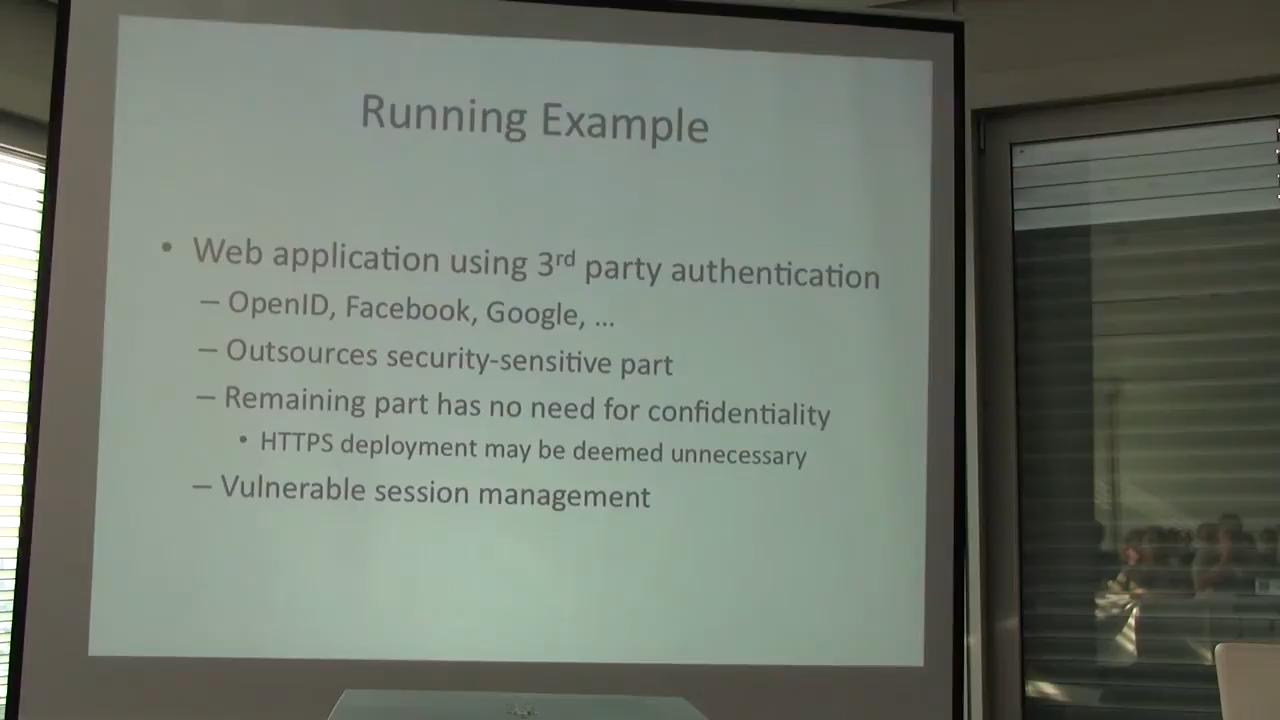 Running Example
• Web application using 3rd party authentication
– OpenID, Facebook, Google, ...
– Outsources security-sensitive part
– Remaining part has no need for confidentiality
• HTTPS deployment may be deemed unnecessary
– Vulnerable session management